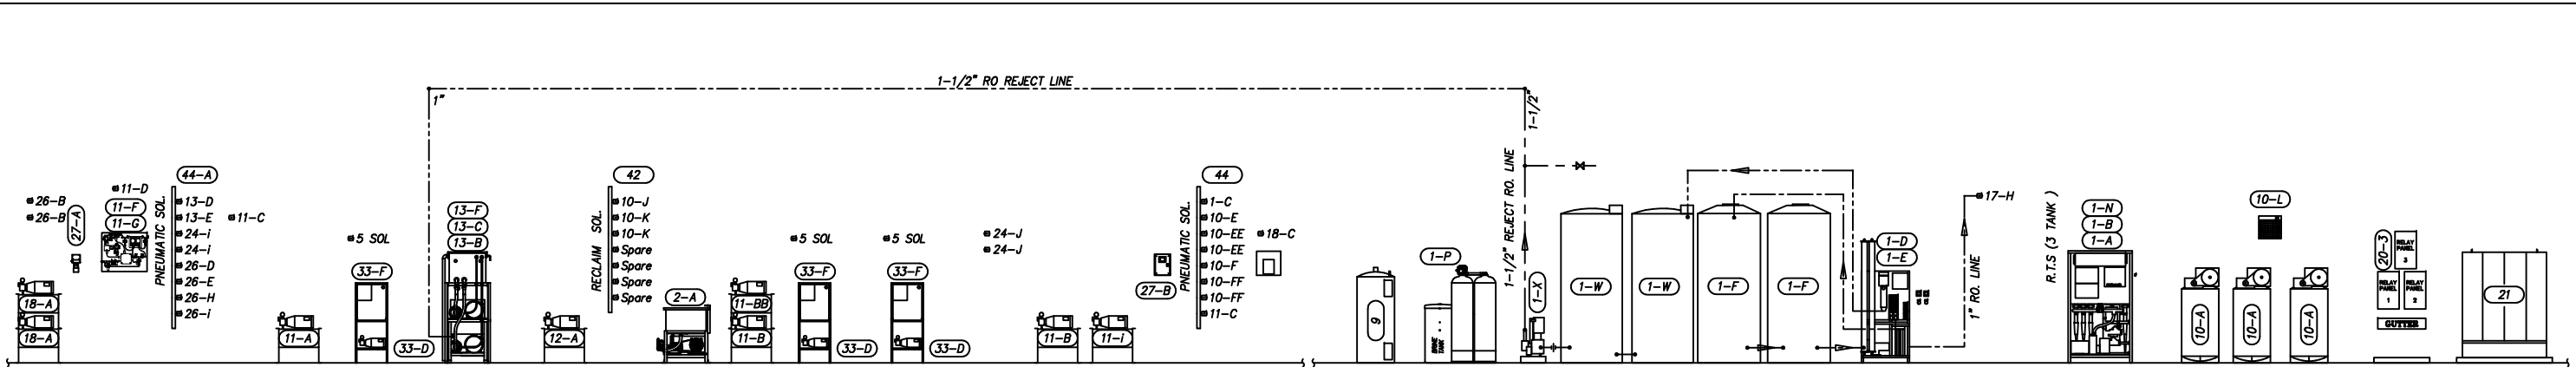 1-1/2" RO REJECT LINE
1"
1-1/2"
1-1/2" REJECT RO. LINE
26-B
26-B
27-A
11-D
11-F
11-G
PNEUMATIC SOL.
44-A
13-D
13-E
24-i
24-i
26-D
26-E
26-H
26-i
11-C
18-A
18-A
11-A
5 SOL
33-F
33-D
13-F
13-C
13-B
12-A
RECLAIM SOL.
42
10-J
10-K
10-K
Spare
Spare
Spare
Spare
2-A
11-BB
11-B
5 SOL
33-F
33-D
5 SOL
33-F
33-D
24-J
24-J
11-B
11-i
27-B
PNEUMATIC SOL.
44
1-C
10-E
10-EE
10-EE
10-F
10-FF
10-FF
11-C
18-C
9
1-P
BRINE
TANK
1-X
1-W
1-W
1-F
1-F
1-D
1-E
1" RO. LINE
17-H
R.T.S (3 TANK )
1-N
1-B
1-A
10-L
10-A
10-A
10-A
20-3
RELAY
PANEL
3
RELAY
PANEL
1
RELAY
PANEL
2
GUTTER
21